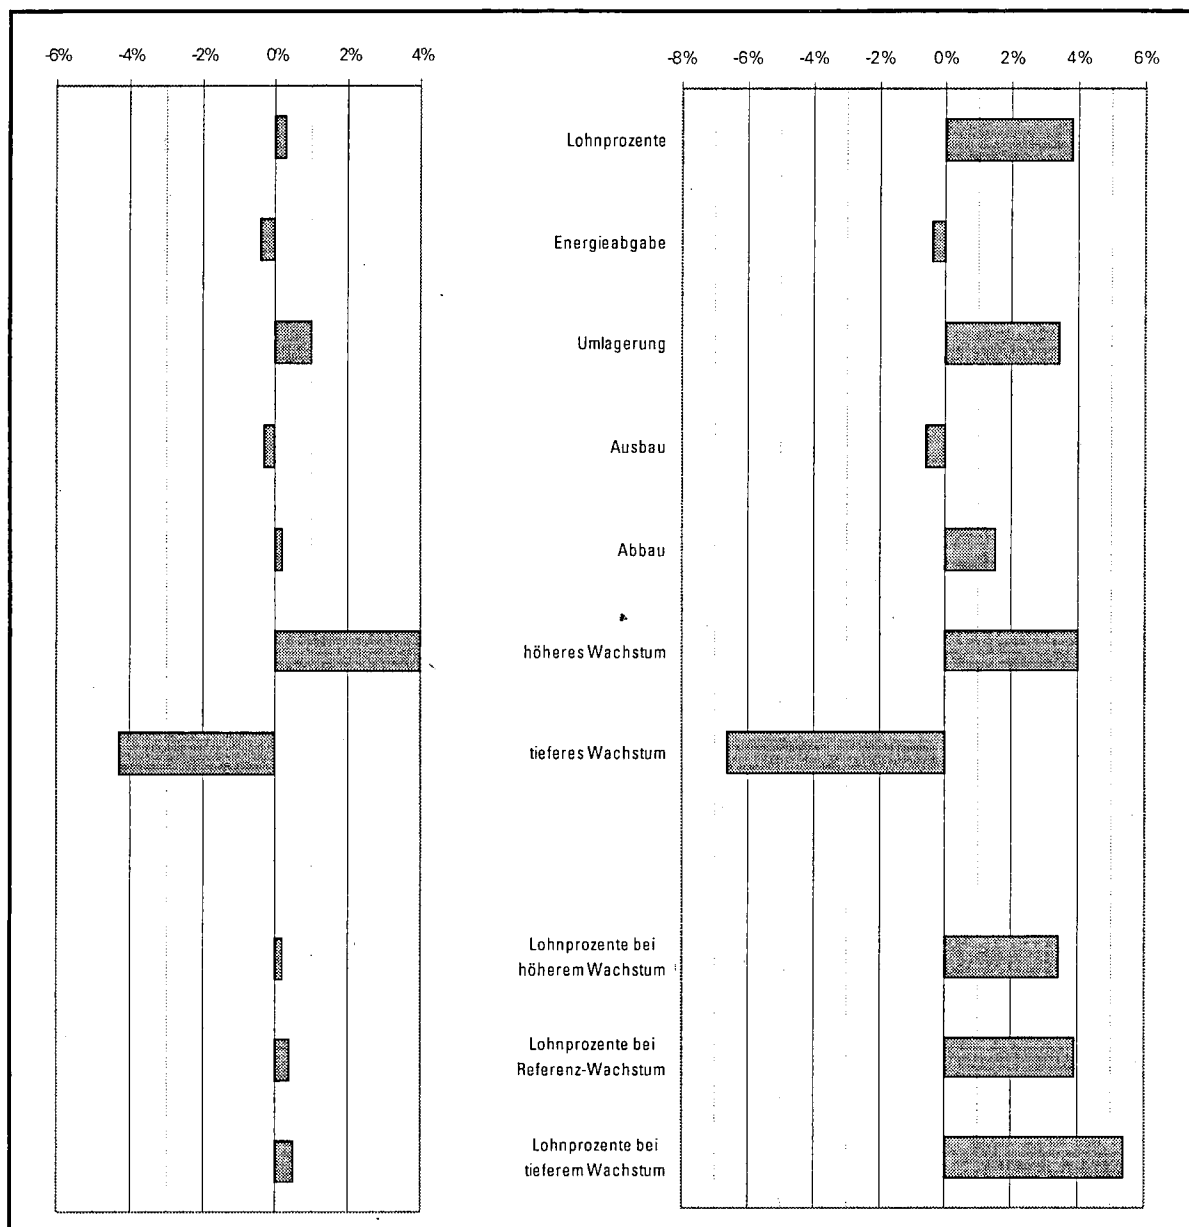 -6% -4% -2% 0% 2% 4%
-8% -6% -4% -2% 0% 2% 4% 6%
Lohnprozente
Energieabgabe
Umlagerung
Ausbau
Abbau
höheres Wachstum
tieferes Wachstum
Lohnprozente bei
höherem Wachstum
Lohnprozente bei
Referenz-Wachstum
Lohnprozente bei
tieferem Wachstum